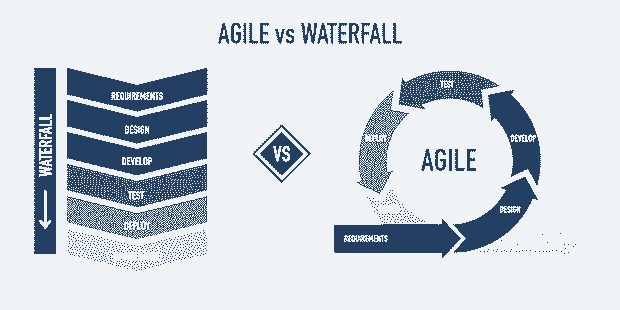 AGILE vs WATERFALL
WATERFALL
REQUIREMENTS
DESIGN
DEVELOP
TEST
DEPLOY
VS
AGILE
TEST
DEPLOY
DEVELOP
DESIGN
REQUIREMENTS